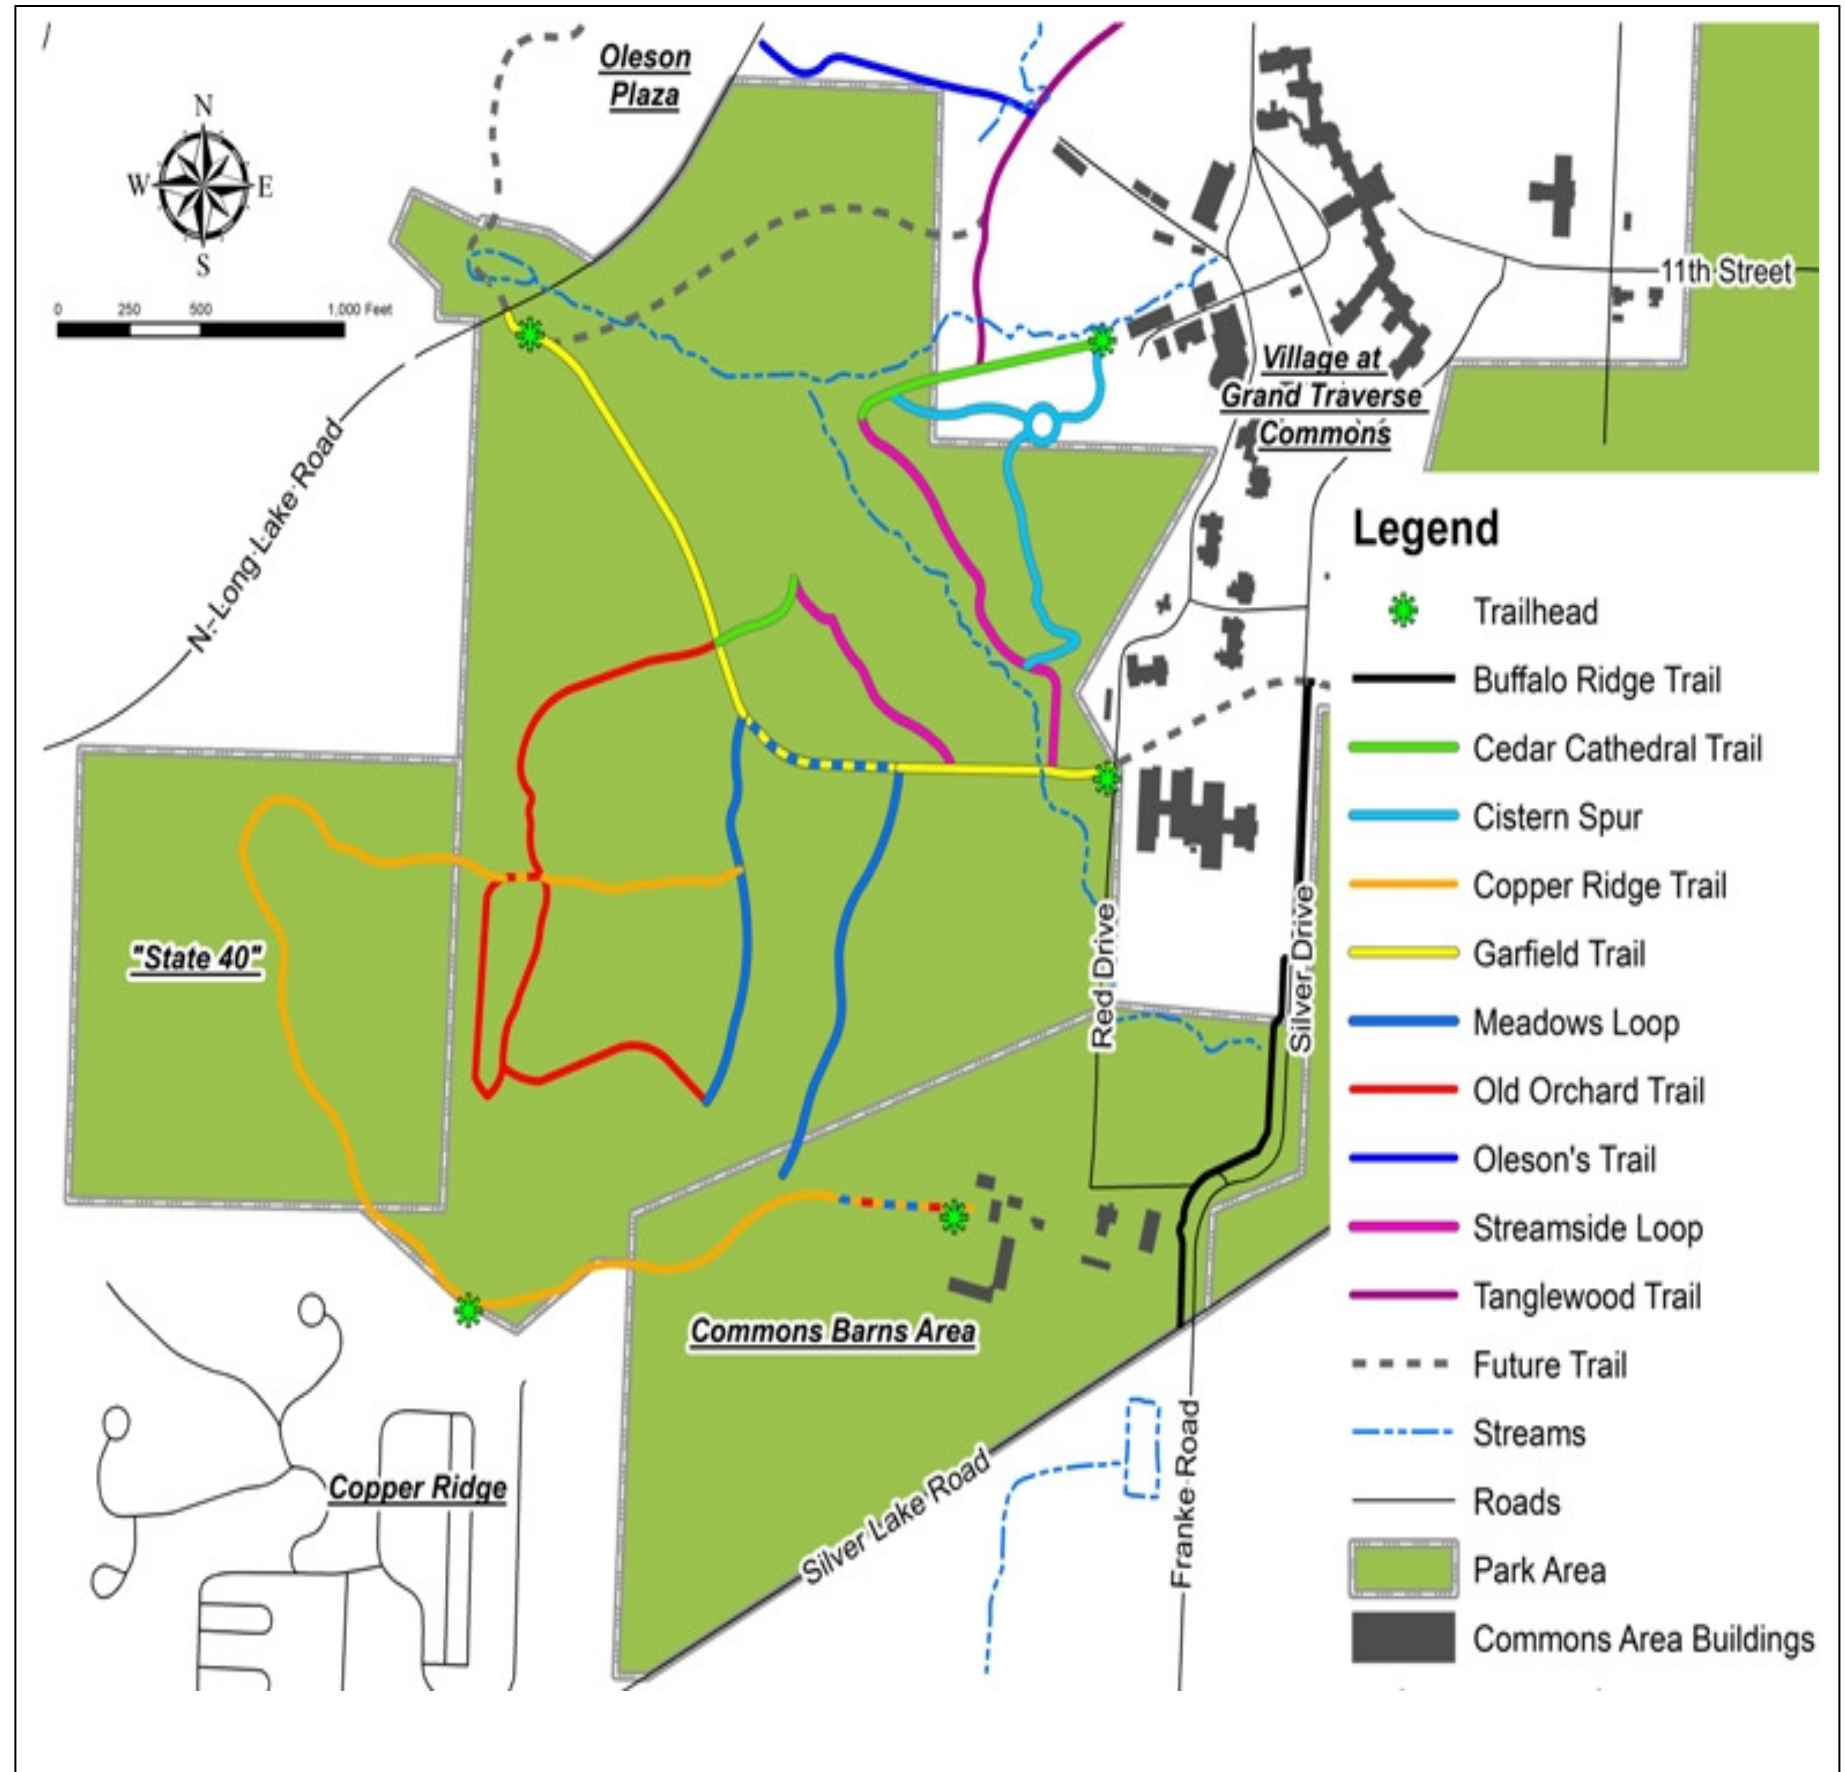 Oleson
Plaza
N
W
E
S
0
250
500
1,000 Feet
11th Street
Village at
Grand Traverse
Commons
N. Long Lake Road
"State 40"
Red Drive
Silver Drive
Commons Barns Area
Copper Ridge
Silver Lake Road
Franke Road
Legend
Trailhead
Buffalo Ridge Trail
Cedar Cathedral Trail
Cistern Spur
Copper Ridge Trail
Garfield Trail
Meadows Loop
Old Orchard Trail
Oleson's Trail
Streamside Loop
Tanglewood Trail
Future Trail
Streams
Roads
Park Area
Commons Area Buildings